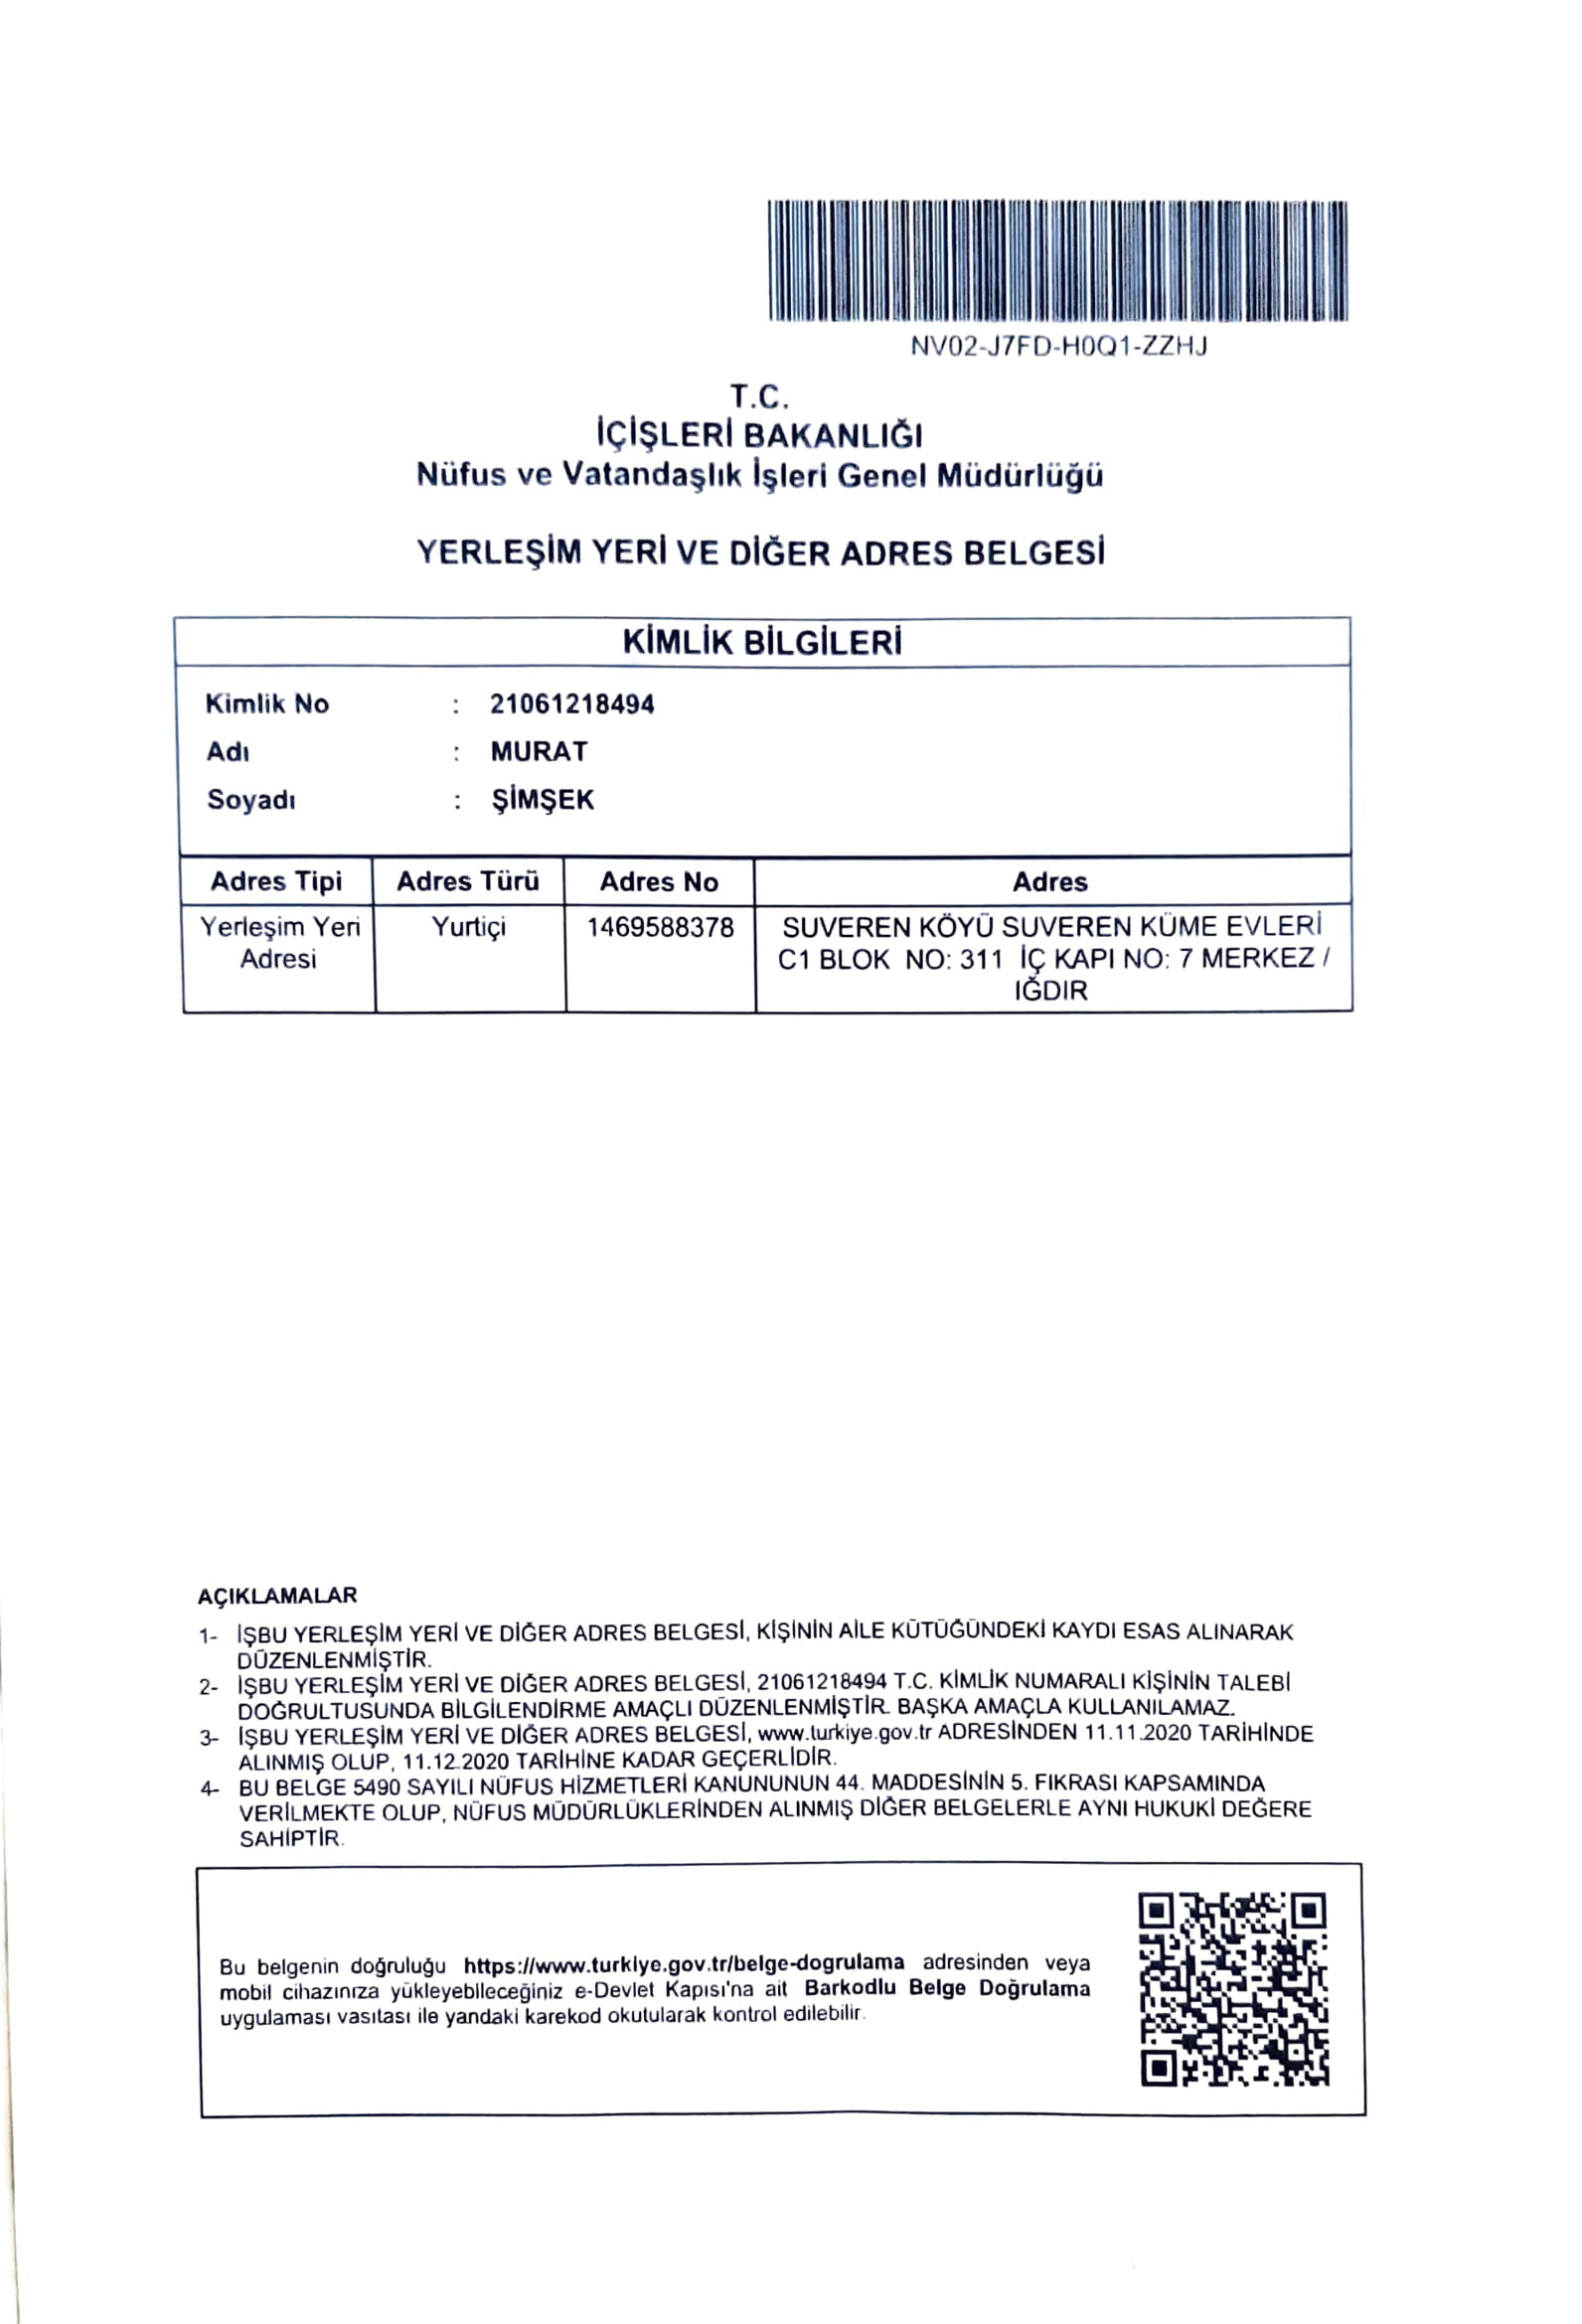 NV02-J7FD-H0Q1-ZZHJ
T.C.
İÇİŞLERİ BAKANLIĞI
Nüfus ve Vatandaşlık İşleri Genel Müdürlüğü
YERLEŞİM YERİ VE DİĞER ADRES BELGESİ
KİMLİK BİLGİLERİ
Kimlik No : 21061218494
Adı : MURAT
Soyadı : ŞİMŞEK
Adres Tipi Adres Türü Adres No Adres
Yerleşim Yeri Yurtiçi 1469588378 SUVEREN KÖYÜ SUVEREN KÜME EVLERİ
Adresi C1 BLOK NO: 311 İÇ KAPI NO: 7 MERKEZ /
IĞDIR
AÇIKLAMALAR
1- İŞBU YERLEŞİM YERİ VE DİĞER ADRES BELGESİ, KİŞİNİN AİLE KÜTÜĞÜNDEKİ KAYDI ESAS ALINARAK
DÜZENLENMİŞTİR.
2- İŞBU YERLEŞİM YERİ VE DİĞER ADRES BELGESİ, 21061218494 T.C. KİMLİK NUMARALI KİŞİNİN TALEBİ
DOĞRULTUSUNDA BİLGİLENDİRME AMAÇLI DÜZENLENMİŞTİR. BAŞKA AMAÇLA KULLANILAMAZ.
3- İŞBU YERLEŞİM YERİ VE DİĞER ADRES BELGESİ, www.turkiye.gov.tr ADRESİNDEN 11.11.2020 TARİHİNDE
ALINMIŞ OLUP, 11.12.2020 TARİHİNE KADAR GEÇERLİDİR.
4- BU BELGE 5490 SAYILI NÜFUS HİZMETLERİ KANUNUNUN 44. MADDESİNİN 5. FIKRASI KAPSAMINDA
VERİLMEKTE OLUP, NÜFUS MÜDÜRLÜKLERİNDEN ALINMIŞ DİĞER BELGELERLE AYNI HUKUKİ DEĞERE
SAHİPTİR.
Bu belgenin doğruluğu https://www.turkiye.gov.tr/belge-dogrulama adresinden veya
mobil cihazınıza yükleyebileceğiniz e-Devlet Kapısı'na ait Barkodlu Belge Doğrulama
uygulaması vasıtası ile yandaki karekod okutularak kontrol edilebilir.